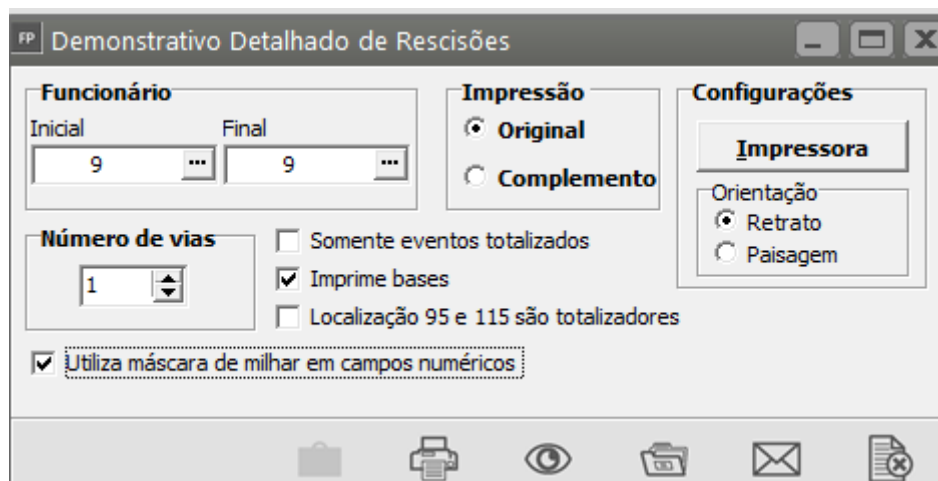 FP Demonstrativo Detalhado de Rescisões
Funcionário
Inicial Final
9 ... 9 ...
Impressão
Original
Complemento
Configurações
Impressora
Orientação
Retrato
Paisagem
Número de vias
1
Somente eventos totalizados
Imprime bases
Localização 95 e 115 são totalizadores
Utiliza máscara de milhar em campos numéricos